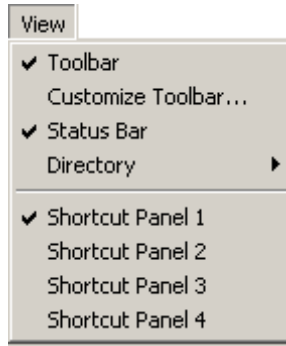 View
Toolbar
Customize Toolbar...
Status Bar
Directory
Shortcut Panel 1
Shortcut Panel 2
Shortcut Panel 3
Shortcut Panel 4